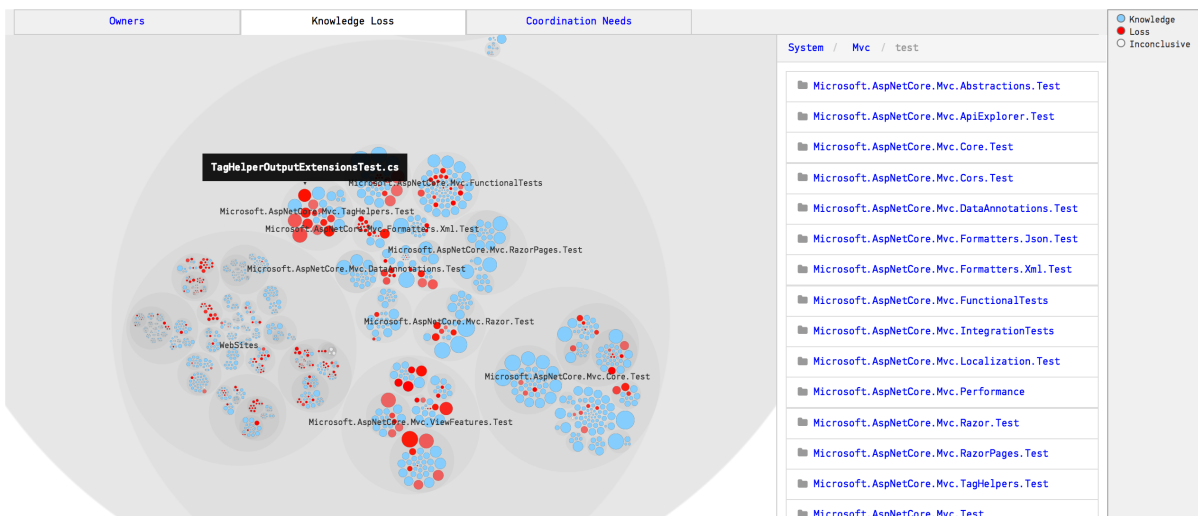 Owners
Knowledge Loss
Coordination Needs
Knowledge
Loss
Inconclusive
System / Mvc / test
Microsoft.AspNetCore.Mvc.Abstractions.Test
Microsoft.AspNetCore.Mvc.ApiExplorer.Test
Microsoft.AspNetCore.Mvc.Core.Test
Microsoft.AspNetCore.Mvc.Cors.Test
Microsoft.AspNetCore.Mvc.DataAnnotations.Test
Microsoft.AspNetCore.Mvc.Formatters.Json.Test
Microsoft.AspNetCore.Mvc.Formatters.Xml.Test
Microsoft.AspNetCore.Mvc.FunctionalTests
Microsoft.AspNetCore.Mvc.IntegrationTests
Microsoft.AspNetCore.Mvc.Localization.Test
Microsoft.AspNetCore.Mvc.Performance
Microsoft.AspNetCore.Mvc.Razor.Test
Microsoft.AspNetCore.Mvc.RazorPages.Test
Microsoft.AspNetCore.Mvc.TagHelpers.Test
Microsoft.AspNetCore.Mvc.Test
TagHelperOutputExtensionsTest.cs
Microsoft.AspNetCore.Mvc.FunctionalTests
Microsoft.AspNetCore.Mvc.TagHelpers.Test
Microsoft.AspNetCore.Mvc.Formatters.Xml.Test
Microsoft.AspNetCore.Mvc.RazorPages.Test
Microsoft.AspNetCore.Mvc.DataAnnotations.Test
Microsoft.AspNetCore.Mvc.Razor.Test
WebSites
Microsoft.AspNetCore.Mvc.Core.Test
Microsoft.AspNetCore.Mvc.ViewFeatures.Test